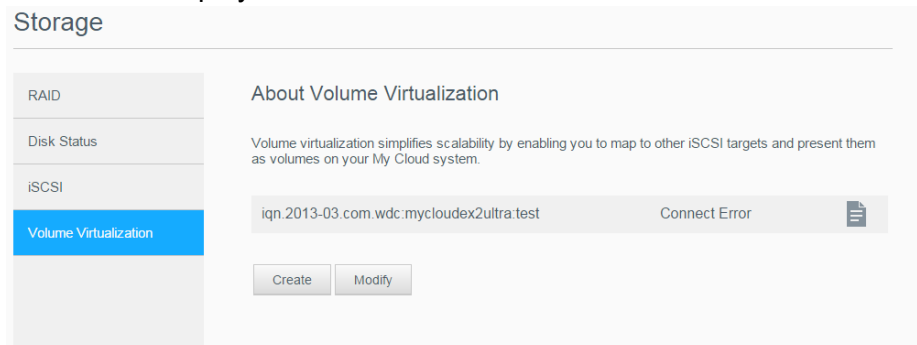 Storage
RAID
Disk Status
iSCSI
Volume Virtualization
About Volume Virtualization
Volume virtualization simplifies scalability by enabling you to map to other iSCSI targets and present them
as volumes on your My Cloud system.
iqn.2013-03.com.wdc:mycloudex2ultra:test Connect Error
Create Modify